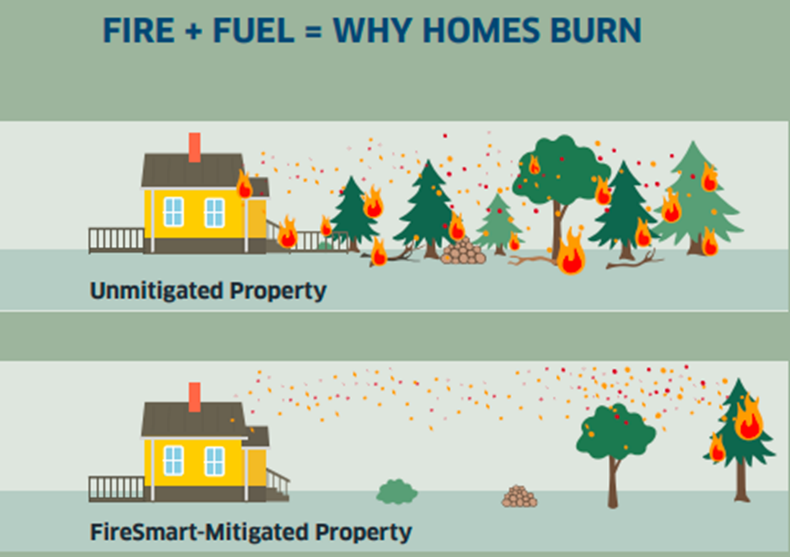 FIRE + FUEL = WHY HOMES BURN
Unmitigated Property
FireSmart-Mitigated Property